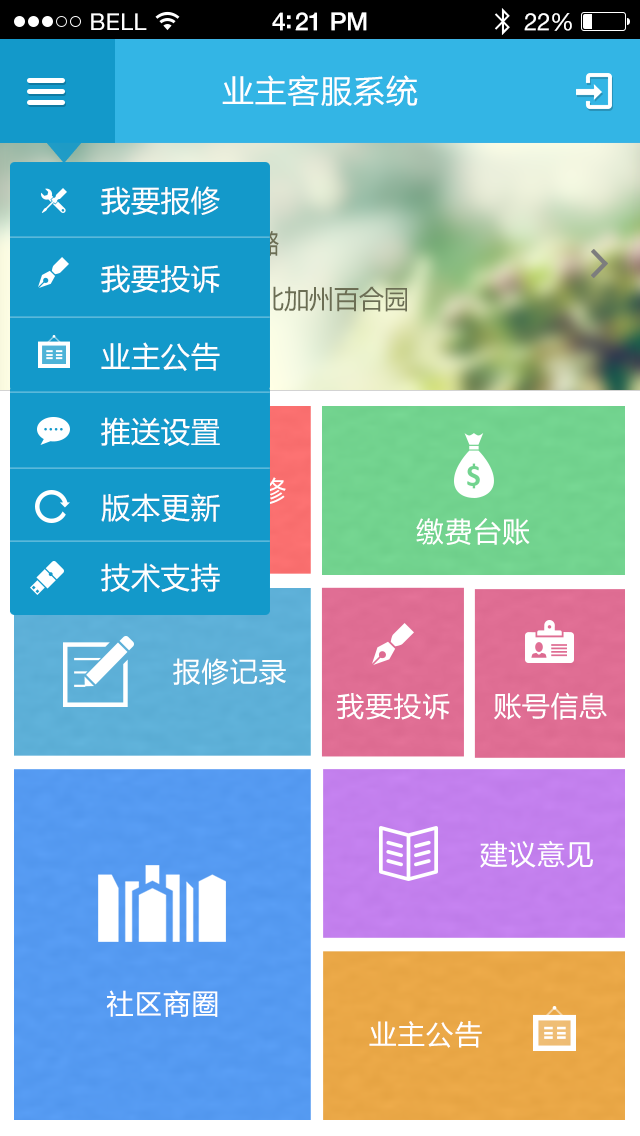 BELL 4:21 PM 22%
业主客服系统
我要报修
我要投诉
业主公告
推送设置
版本更新
技术支持
加州百合园
修
缴费台账
报修记录
我要投诉
账号信息
社区商圈
建议意见
业主公告